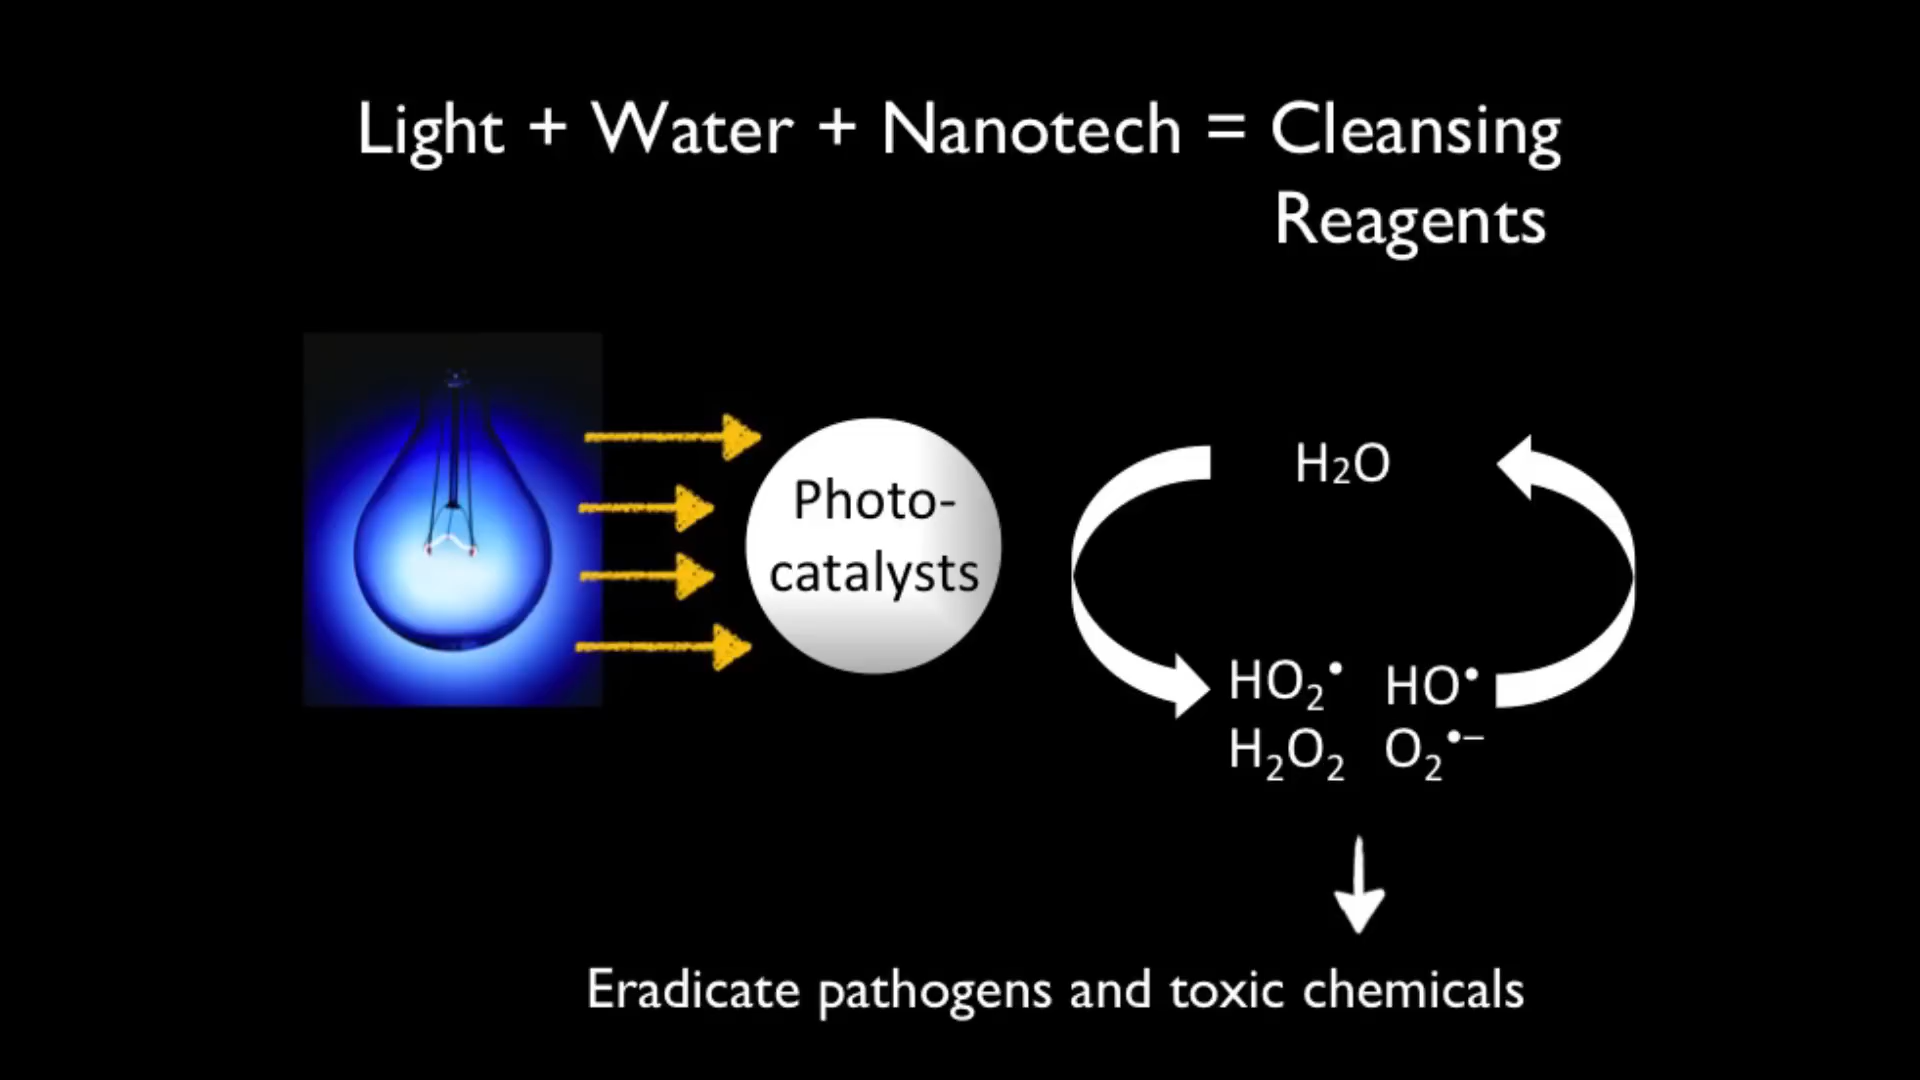 Light + Water + Nanotech = Cleansing
Reagents
Photo-
catalysts
H₂O
HO₂• HO•
H₂O₂ O₂•–
Eradicate pathogens and toxic chemicals